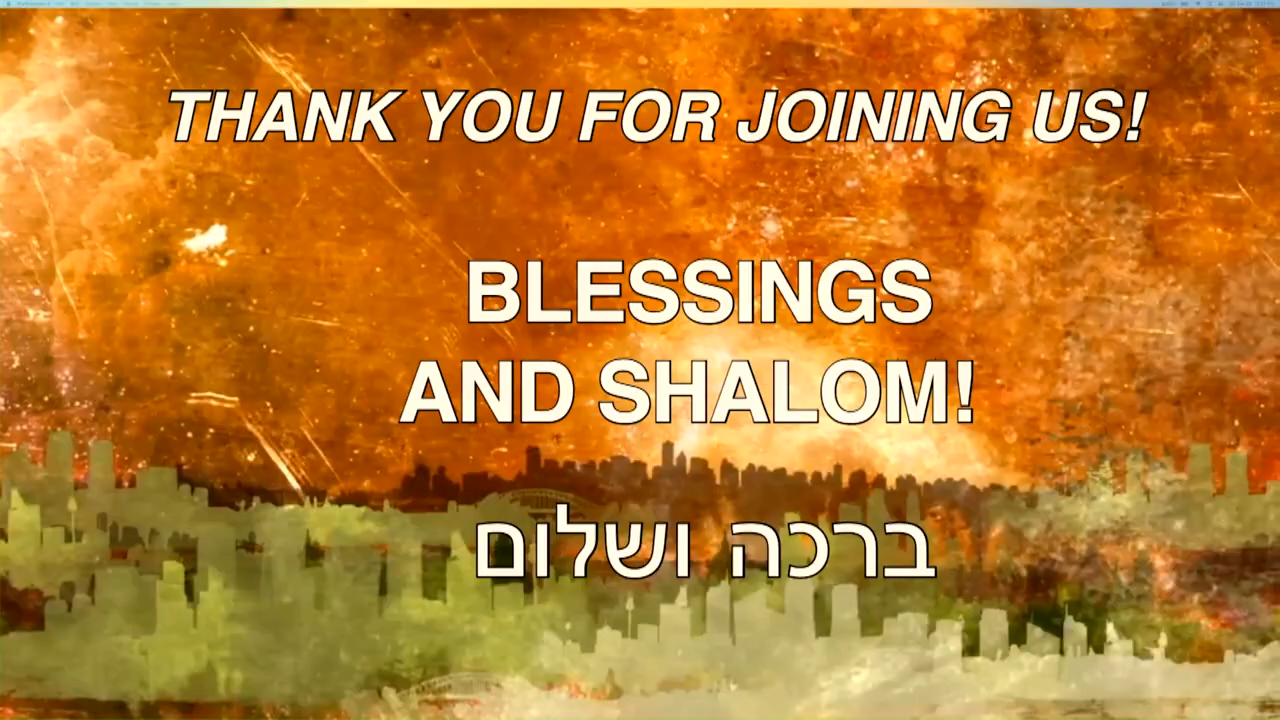 THANK YOU FOR JOINING US!
BLESSINGS
AND SHALOM!
ברכה ושלום